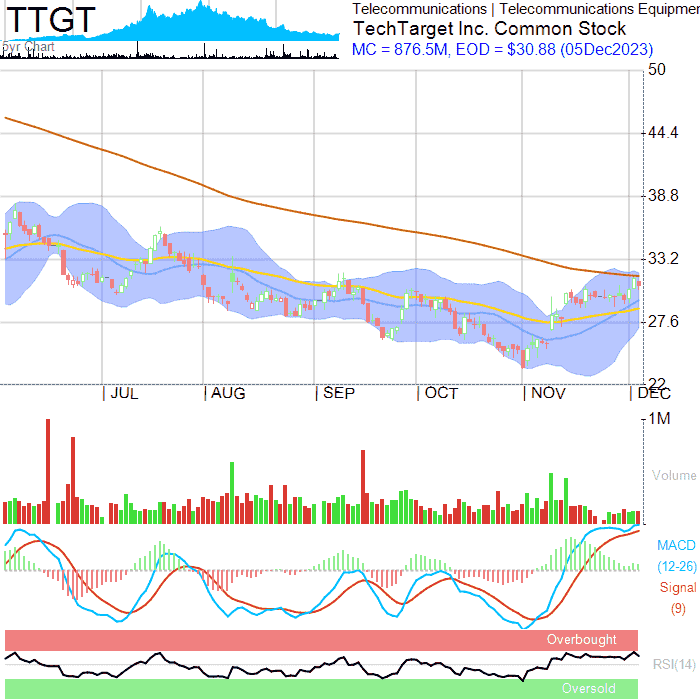 TTGT
Telecommunications | Telecommunications Equipmen
TechTarget Inc. Common Stock
MC = 876.5M, EOD = $30.88 (05Dec2023)
5yr Chart
50
44.4
38.8
33.2
27.6
22
| JUL | AUG | SEP | OCT | NOV | DEC
1M
Volume
MACD
(12-26)
Signal
(9)
Overbought
RSI(14)
Oversold